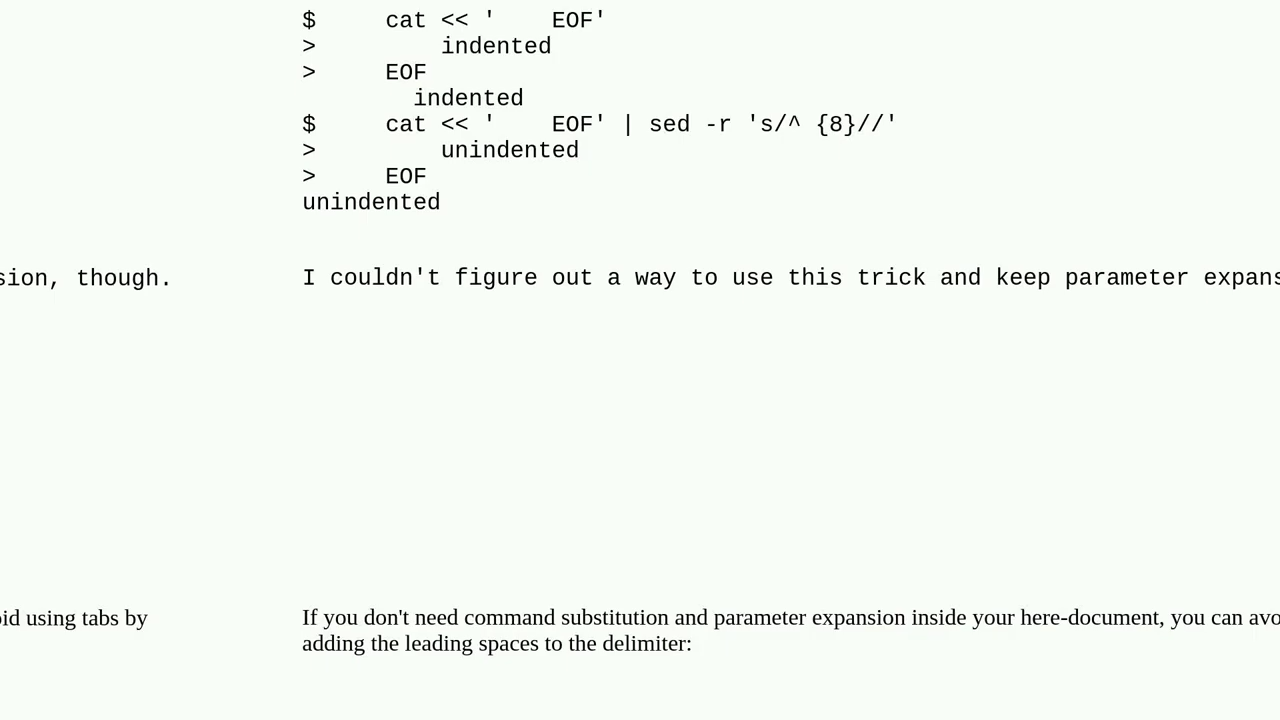 $     cat << '    EOF'
>         indented
>     EOF
        indented
$     cat << '    EOF' | sed -r 's/^ {8}//'
>         unindented
>     EOF
unindented
sion, though.
I couldn't figure out a way to use this trick and keep parameter expans
oid using tabs by
If you don't need command substitution and parameter expansion inside your here-document, you can avo
adding the leading spaces to the delimiter: